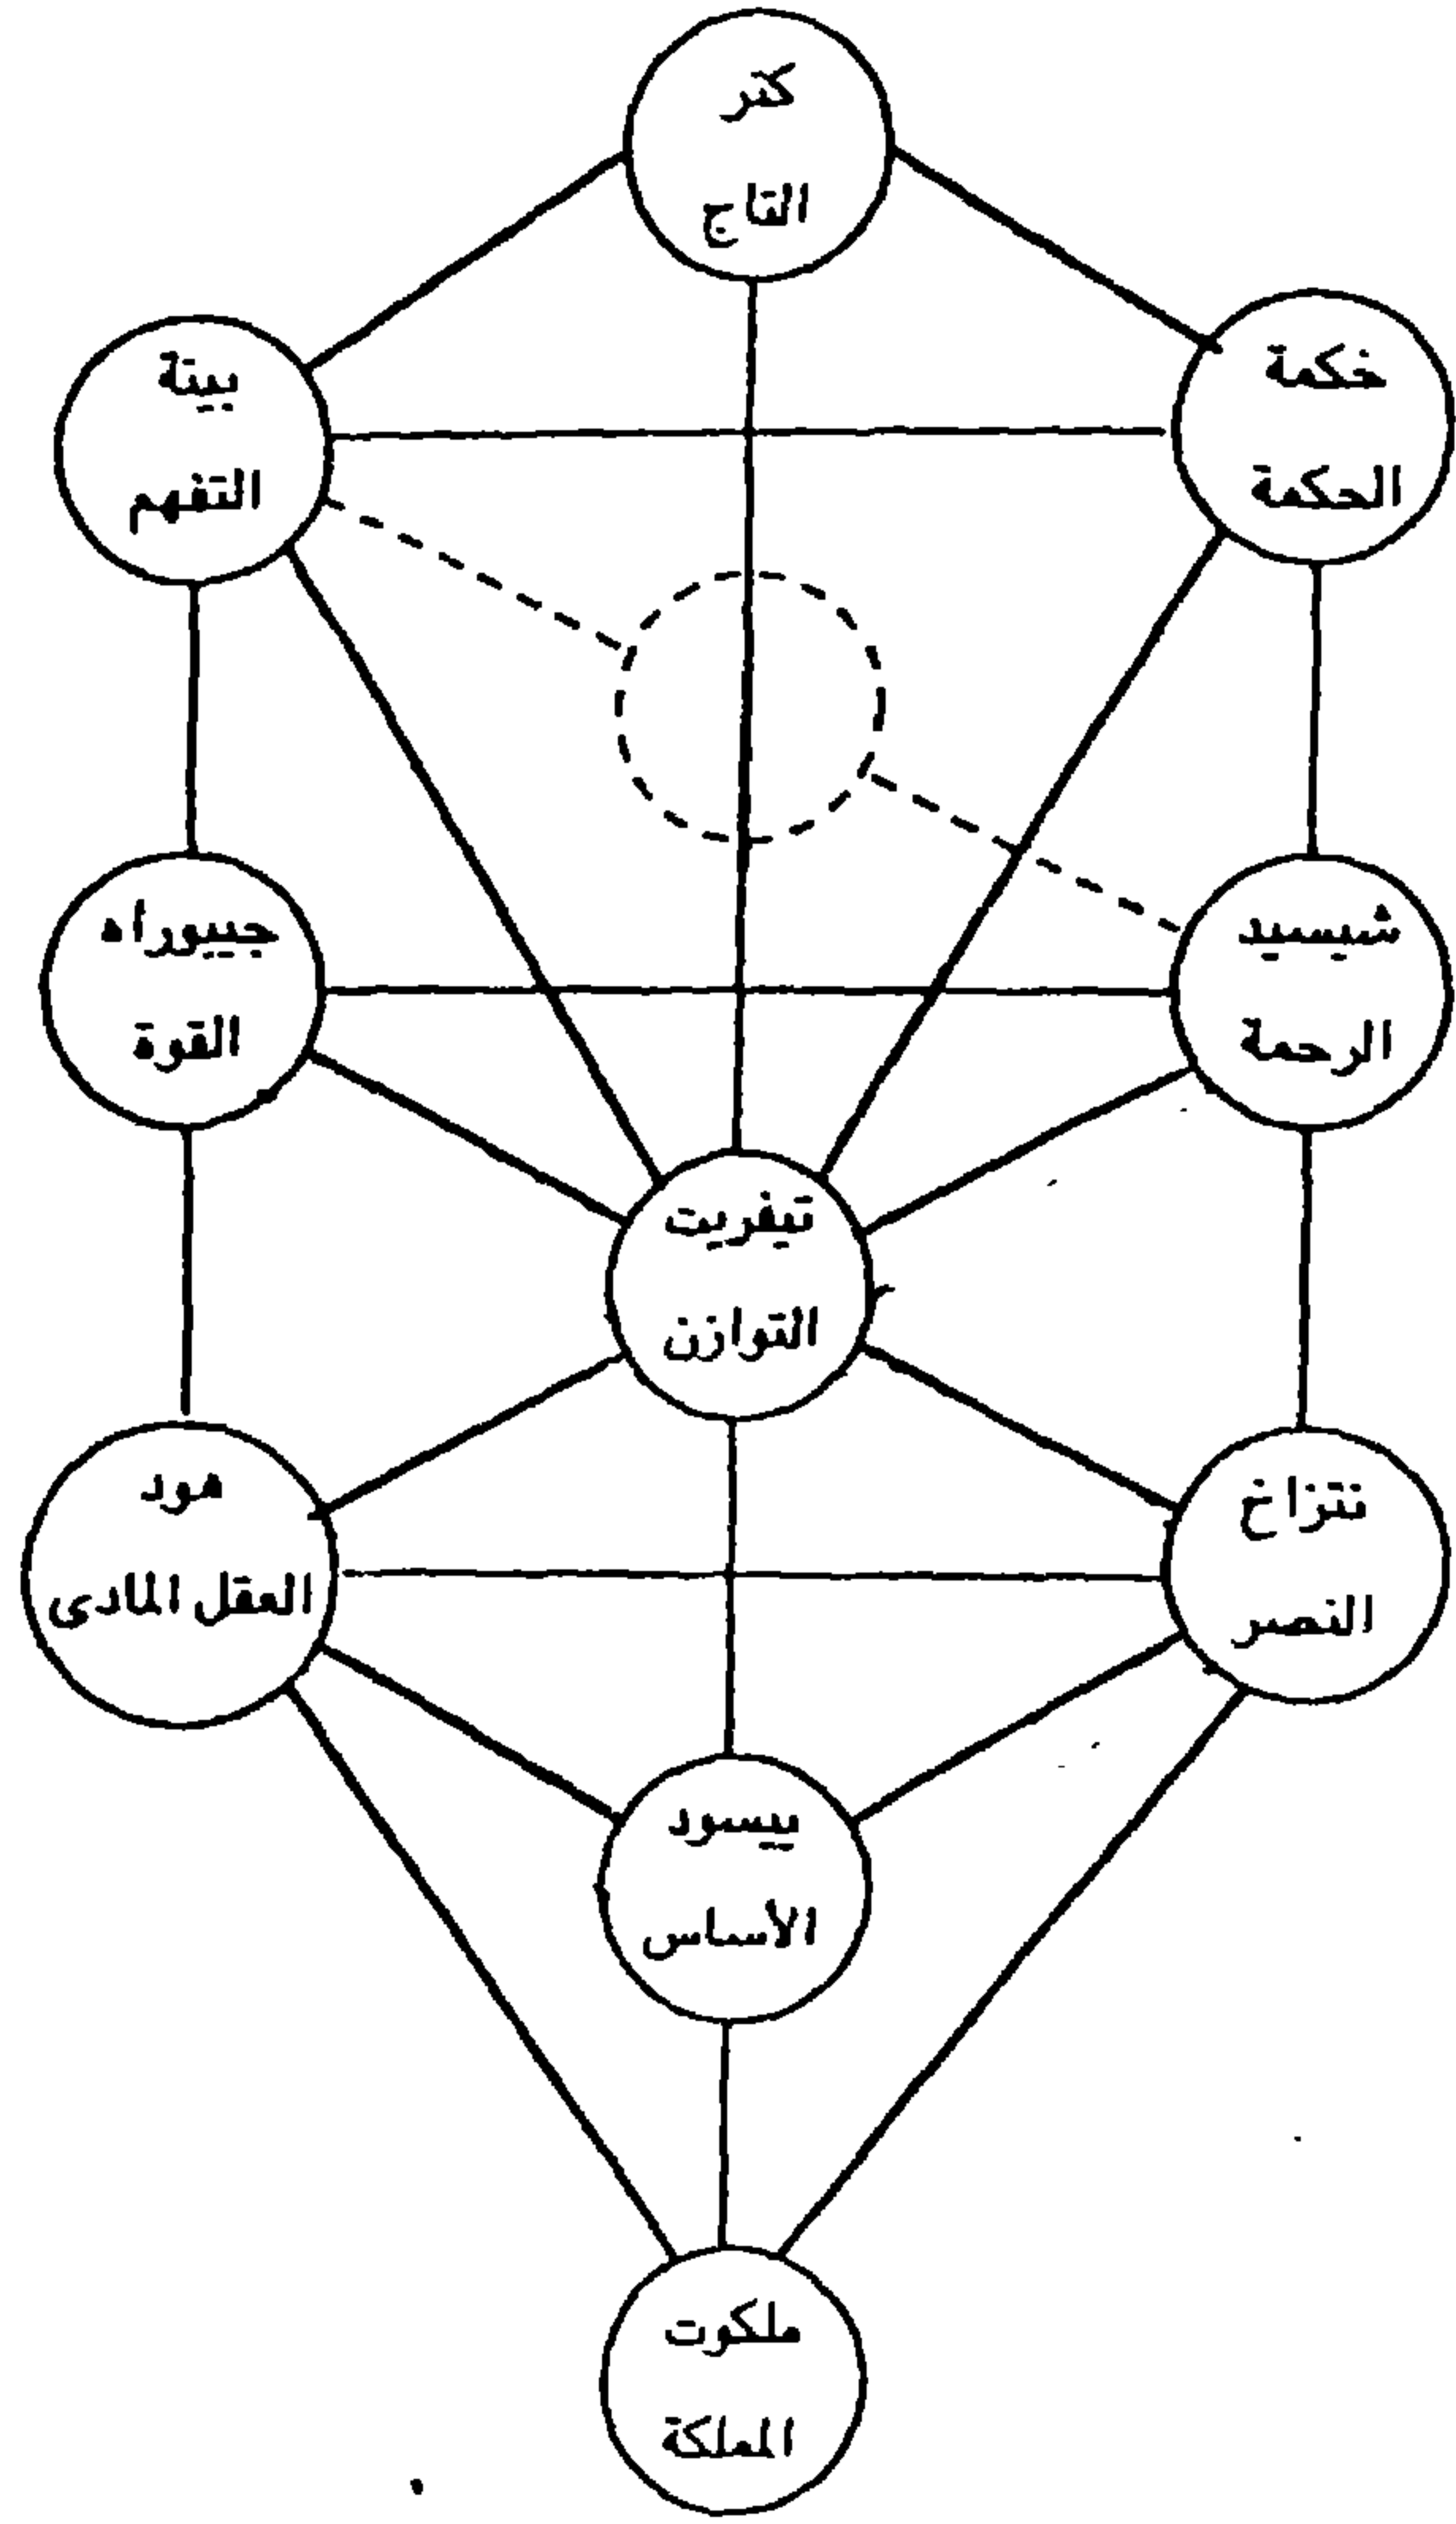 كتر
التاج
خكمة
الحكمة
بينة
التفهم
شيسيد
الرحمة
جيبوراه
القوة
تيفريت
التوازن
نتزاخ
النصر
هود
العقل المادى
ييسود
الأساس
ملكوت
المملكة